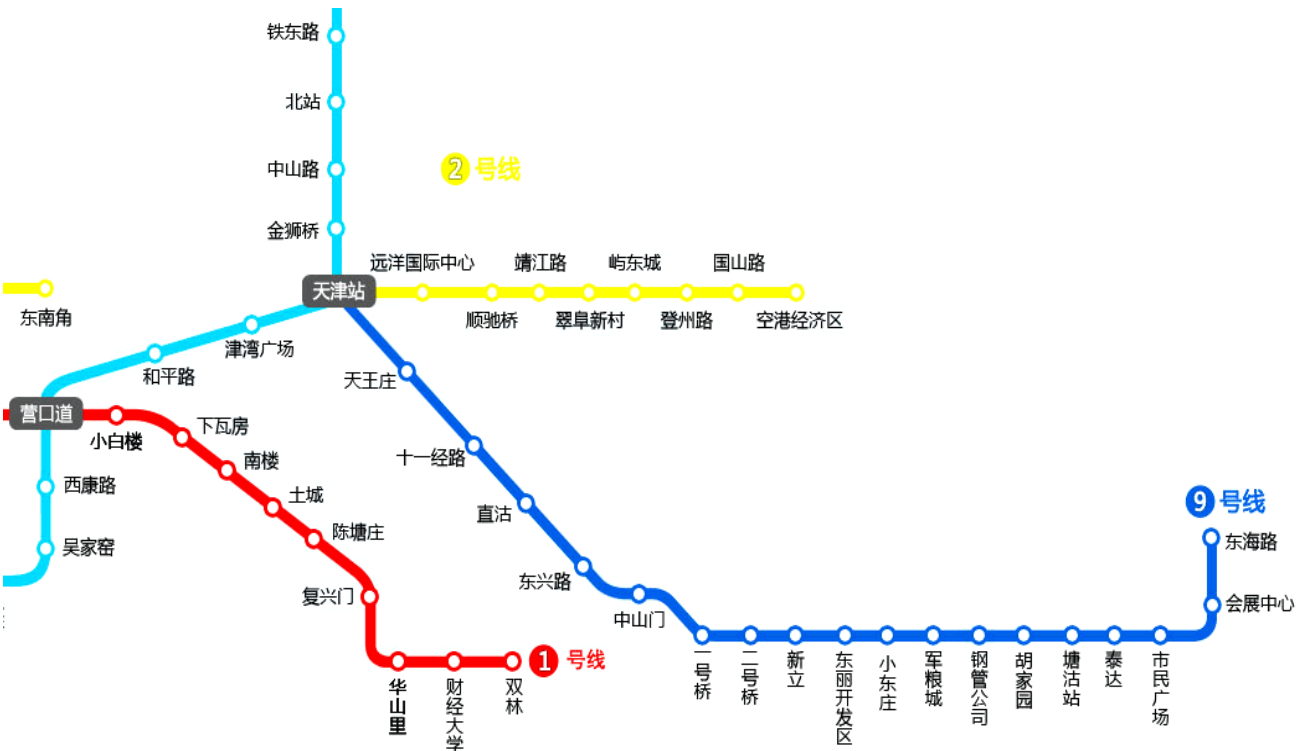 铁东路
北站
中山路
2 号线
金狮桥
远洋国际中心
靖江路
屿东城
国山路
天津站
东南角
顺驰桥
翠阜新村
登州路
空港经济区
津湾广场
和平路
天王庄
营口道
小白楼
下瓦房
南楼
十一经路
西康路
土城
直沽
9 号线
陈塘庄
吴家窑
东海路
东兴路
复兴门
会展中心
中山门
1 号线
华山里
财经大学
双林
一号桥
二号桥
新立
东丽开发区
小东庄
军粮城
钢管公司
胡家园
塘沽站
泰达
市民广场